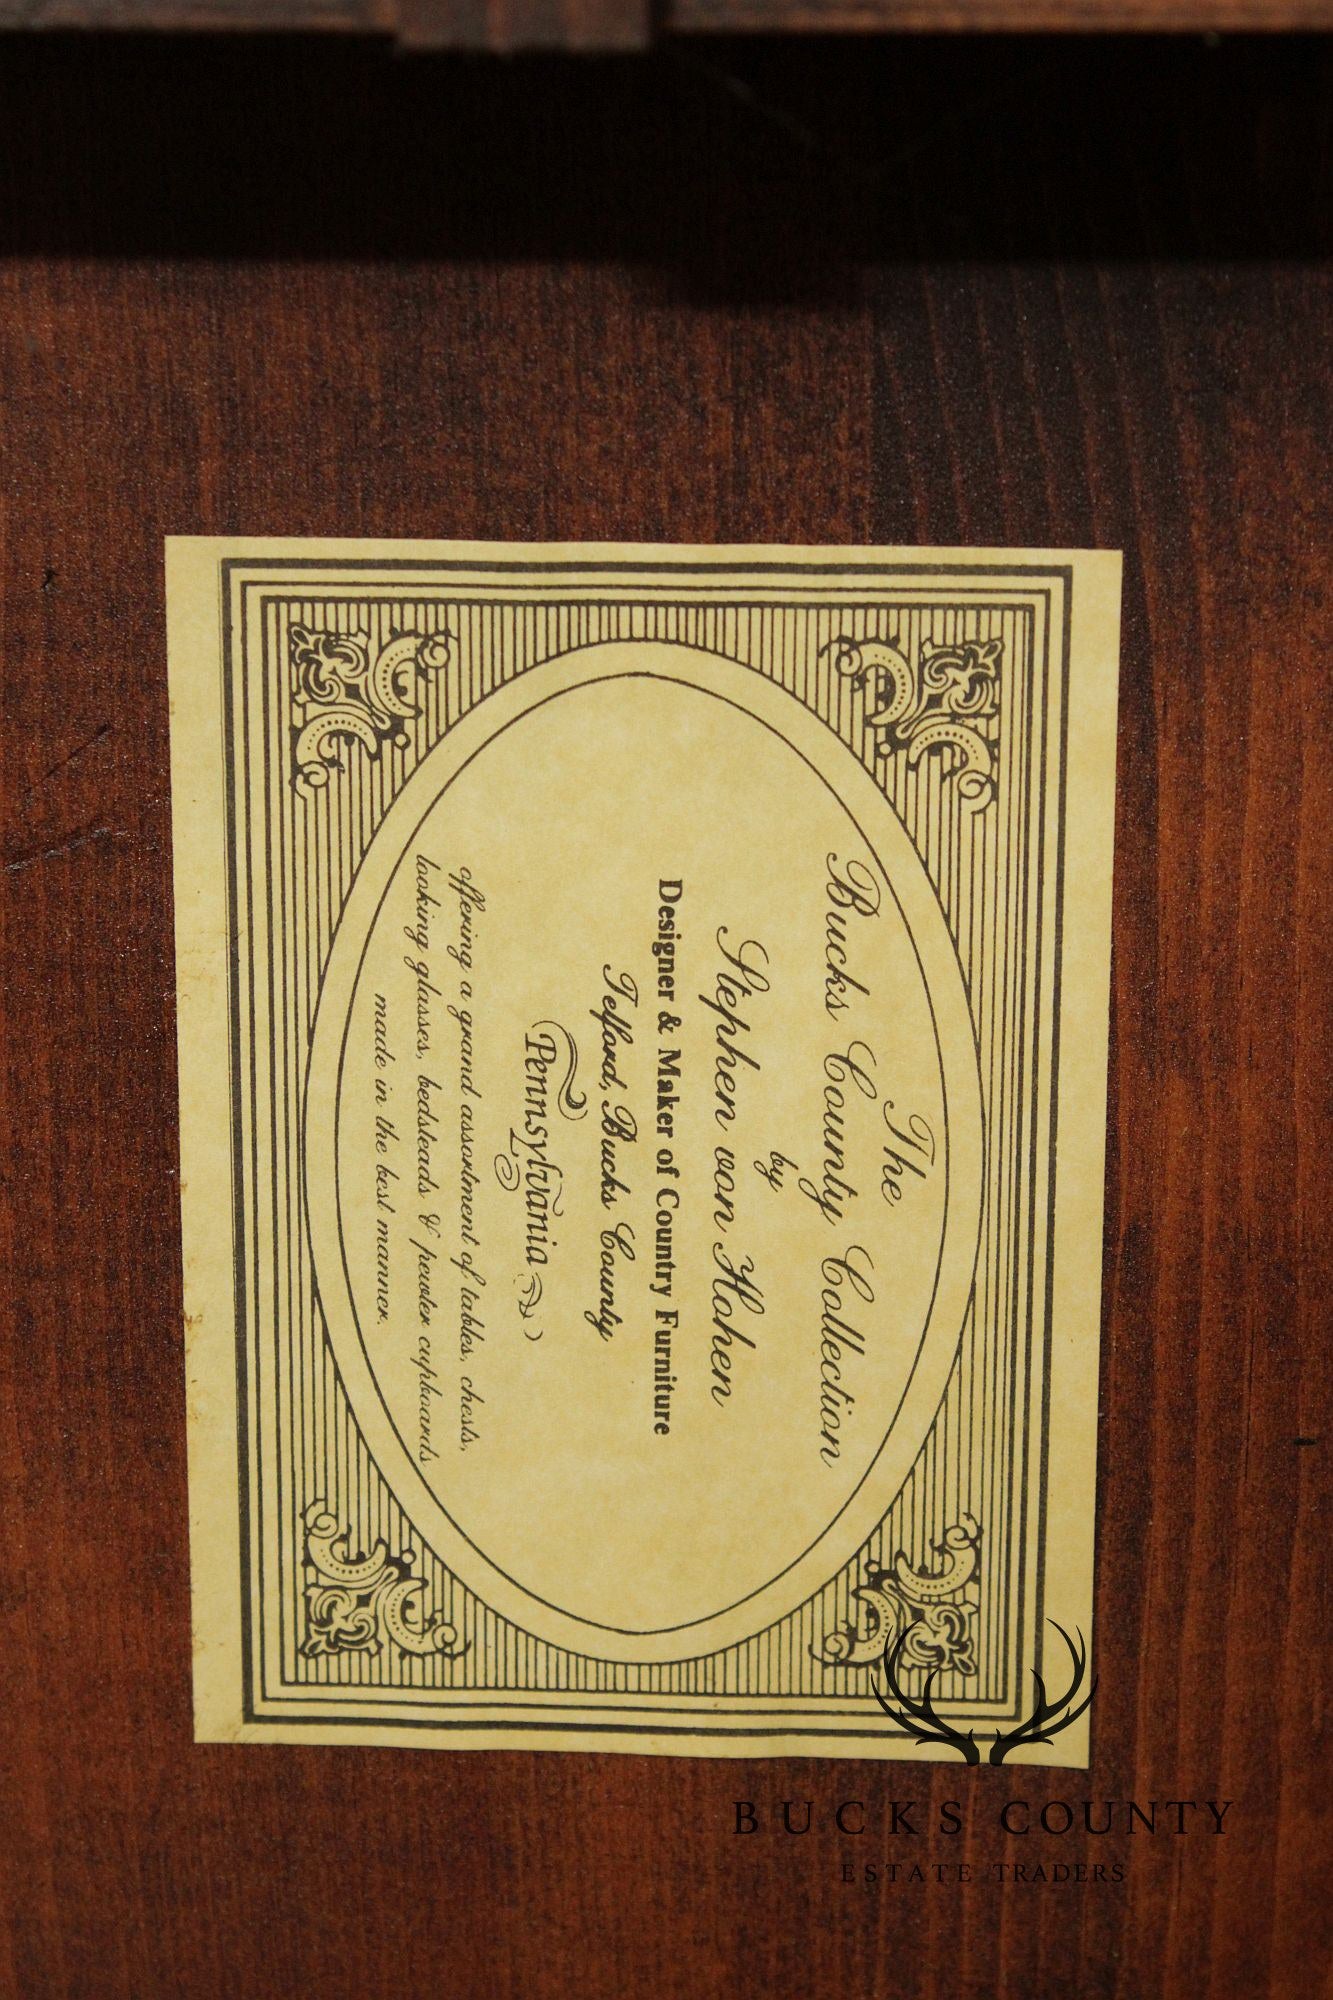 The
Bucks County Collection
by
Stephen von Hohen
Designer & Maker of Country Furniture
Telford, Bucks County
Pennsylvania
offering a grand assortment of tables, chests,
looking glasses, bedsteads & pewter cupboards
made in the best manner.
BUCKS COUNTY
ESTATE TRADERS